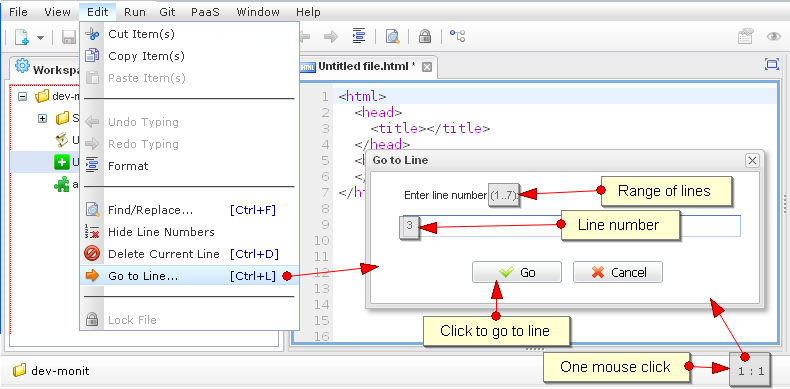 File View Edit Run Git PaaS Window Help
Cut Item(s)
Copy Item(s)
Paste Item(s)
Undo Typing
Redo Typing
Format
Find/Replace... [Ctrl+F]
Hide Line Numbers
Delete Current Line [Ctrl+D]
Go to Line... [Ctrl+L]
Lock File
Workspa
dev-mo
S
U
U
a
Untitled file.html *
1 <html>
2 <head>
3 <title></title>
4 </head>
5 <b
6 </
7 </h
8
9
10
11
12
13
14
15
16
Go to Line
Enter line number (1..7):
3
Go Cancel
Range of lines
Line number
Click to go to line
One mouse click
1 : 1
dev-monit